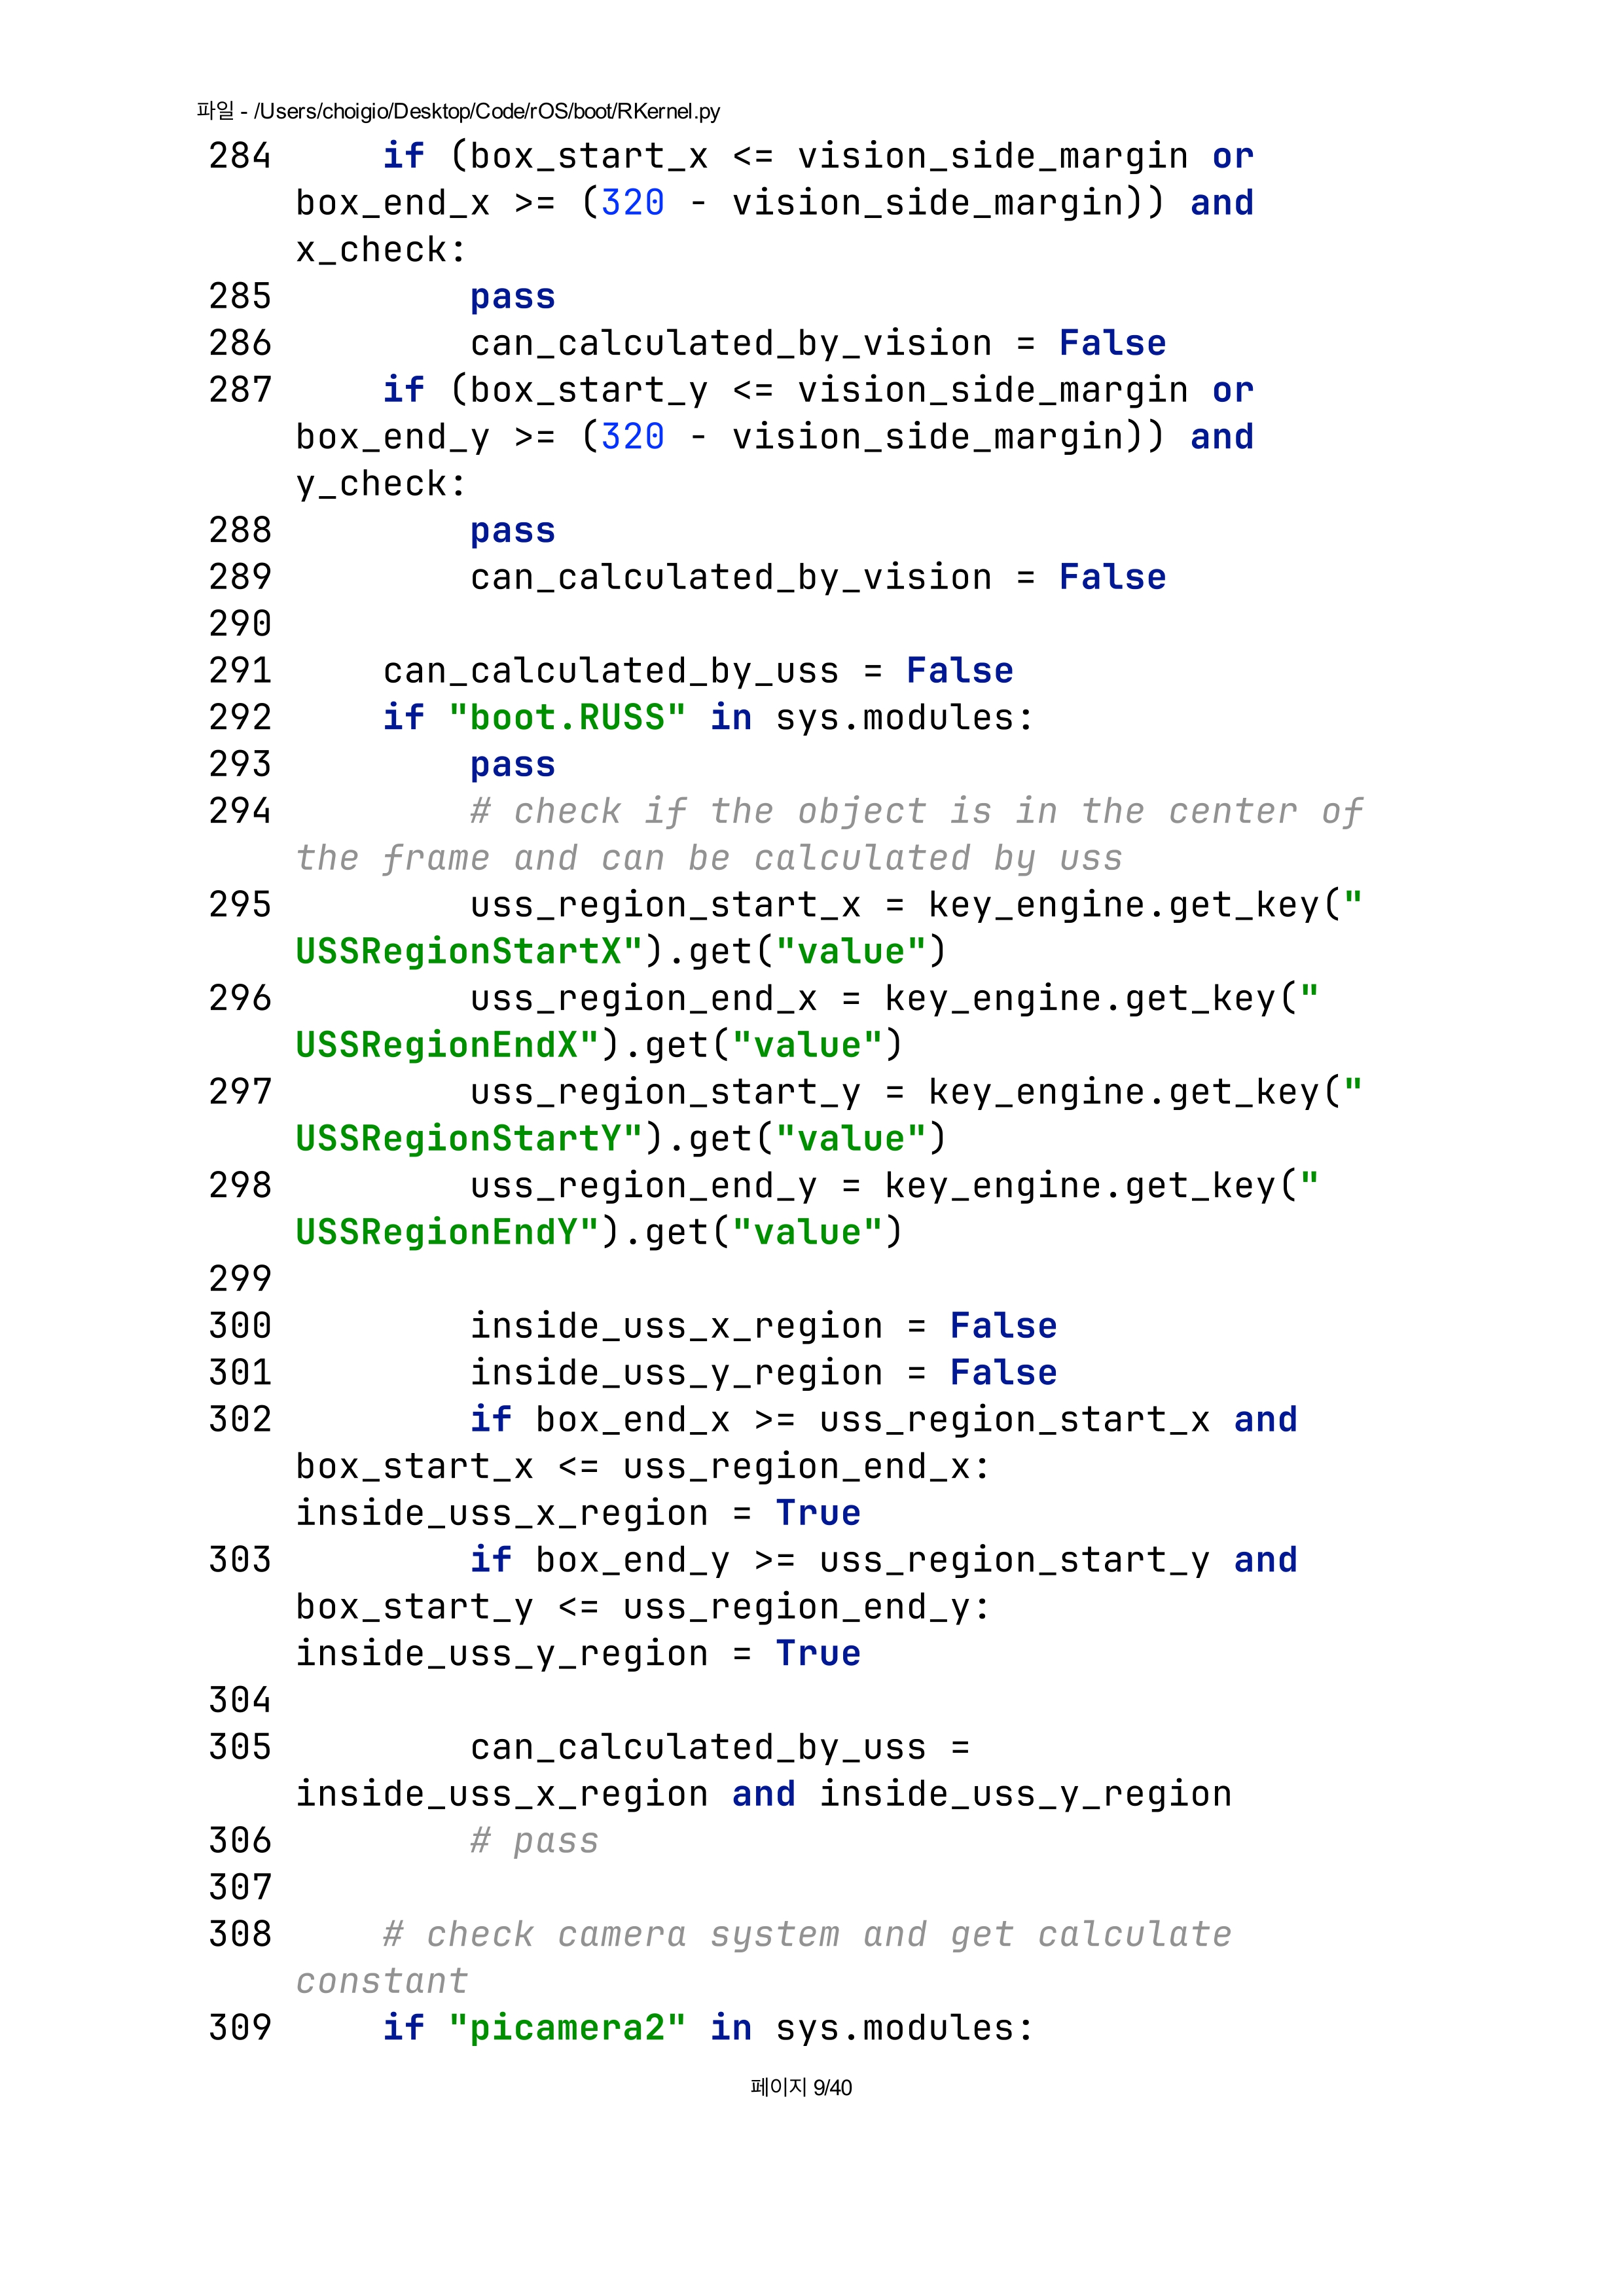 파일 - /Users/choigio/Desktop/Code/rOS/boot/RKernel.py
284     if (box_start_x <= vision_side_margin or
box_end_x >= (320 - vision_side_margin)) and
x_check:
285         pass
286         can_calculated_by_vision = False
287     if (box_start_y <= vision_side_margin or
box_end_y >= (320 - vision_side_margin)) and
y_check:
288         pass
289         can_calculated_by_vision = False
290
291     can_calculated_by_uss = False
292     if "boot.RUSS" in sys.modules:
293         pass
294         # check if the object is in the center of
the frame and can be calculated by uss
295         uss_region_start_x = key_engine.get_key("
USSRegionStartX").get("value")
296         uss_region_end_x = key_engine.get_key("
USSRegionEndX").get("value")
297         uss_region_start_y = key_engine.get_key("
USSRegionStartY").get("value")
298         uss_region_end_y = key_engine.get_key("
USSRegionEndY").get("value")
299
300         inside_uss_x_region = False
301         inside_uss_y_region = False
302         if box_end_x >= uss_region_start_x and
box_start_x <= uss_region_end_x:
inside_uss_x_region = True
303         if box_end_y >= uss_region_start_y and
box_start_y <= uss_region_end_y:
inside_uss_y_region = True
304
305         can_calculated_by_uss =
inside_uss_x_region and inside_uss_y_region
306         # pass
307
308     # check camera system and get calculate
constant
309     if "picamera2" in sys.modules:
페이지 9/40